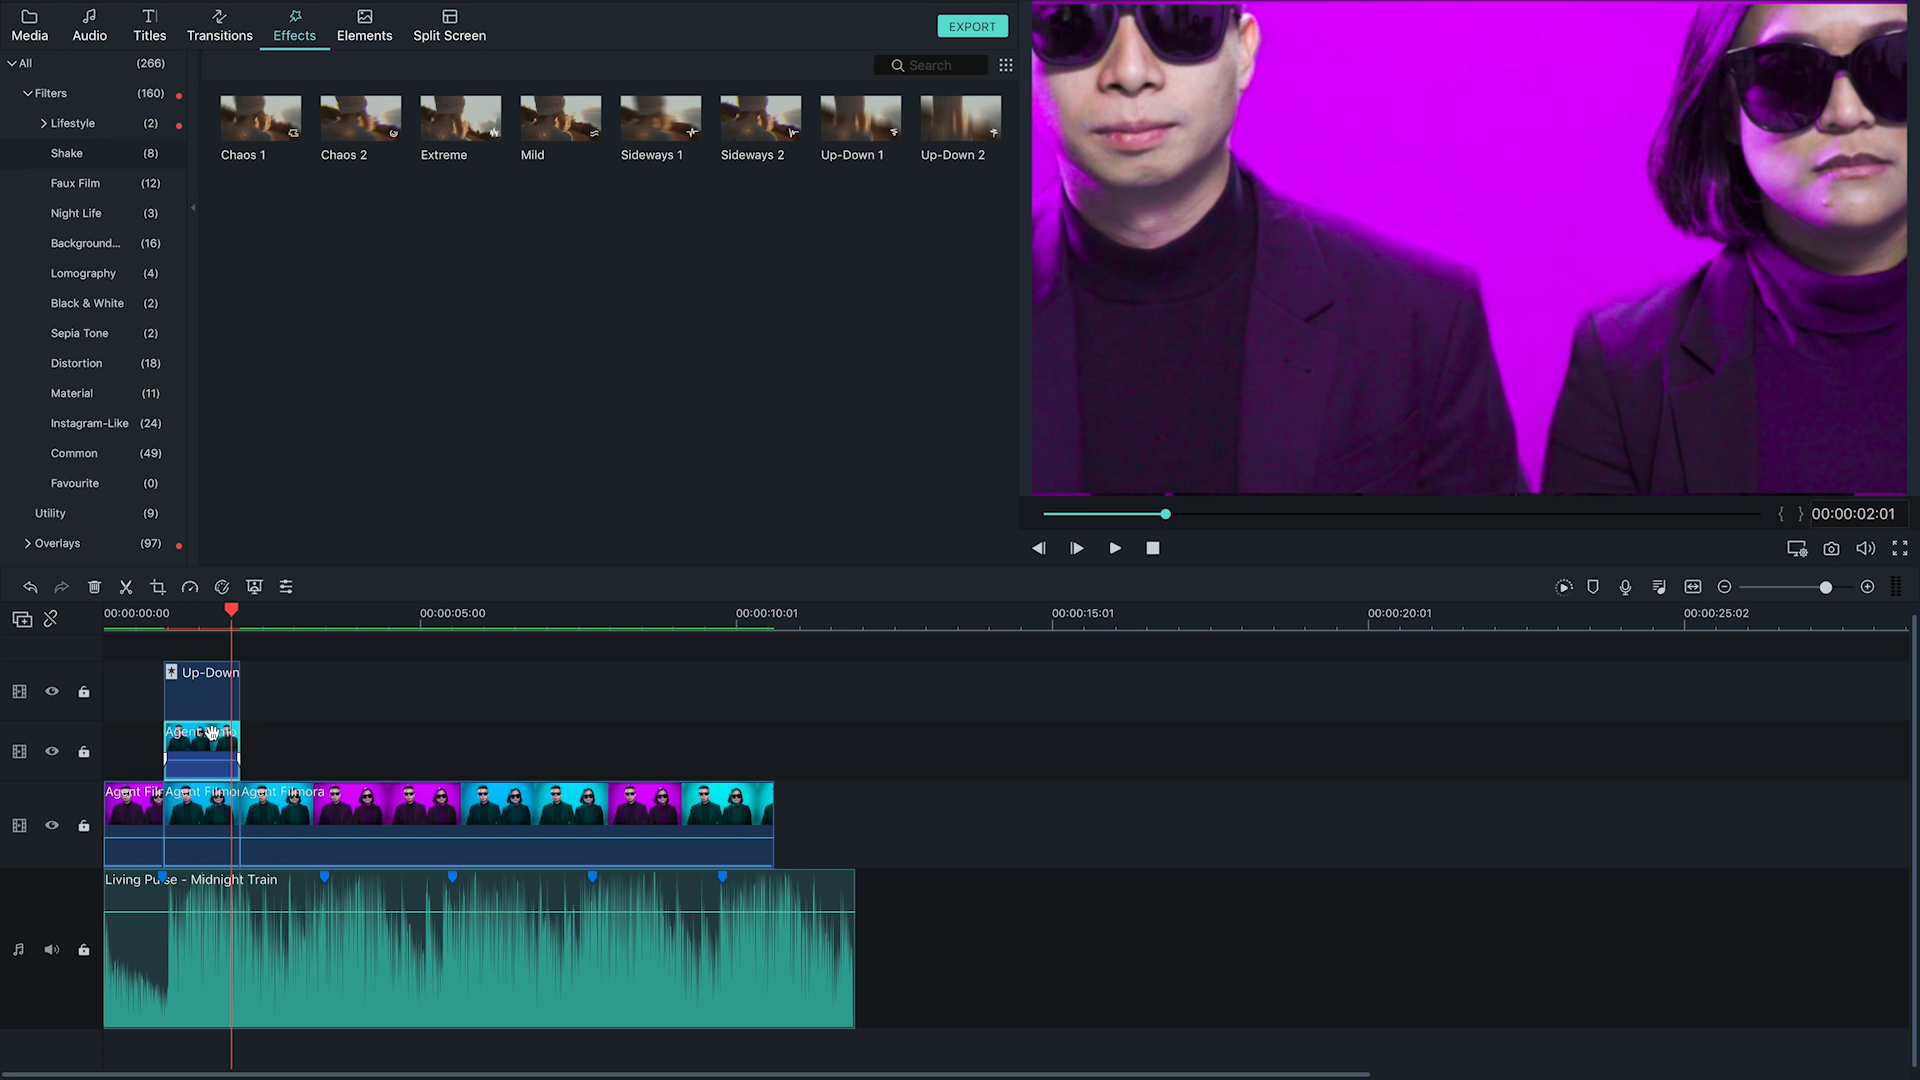 Media
Audio
Titles
Transitions
Effects
Elements
Split Screen
EXPORT
All (266)
Filters (160)
Lifestyle (2)
Shake (8)
Faux Film (12)
Night Life (3)
Background... (16)
Lomography (4)
Black & White (2)
Sepia Tone (2)
Distortion (18)
Material (11)
Instagram-Like (24)
Common (49)
Favourite (0)
Utility (9)
Overlays (97)
Search
Chaos 1
Chaos 2
Extreme
Mild
Sideways 1
Sideways 2
Up-Down 1
Up-Down 2
{ } 00:00:02:01
00:00:00:00
00:00:05:00
00:00:10:01
00:00:15:01
00:00:20:01
00:00:25:02
Up-Down
Agent
Agent Filr
Agent Filmo
Agent Filmora
Living Pulse - Midnight Train